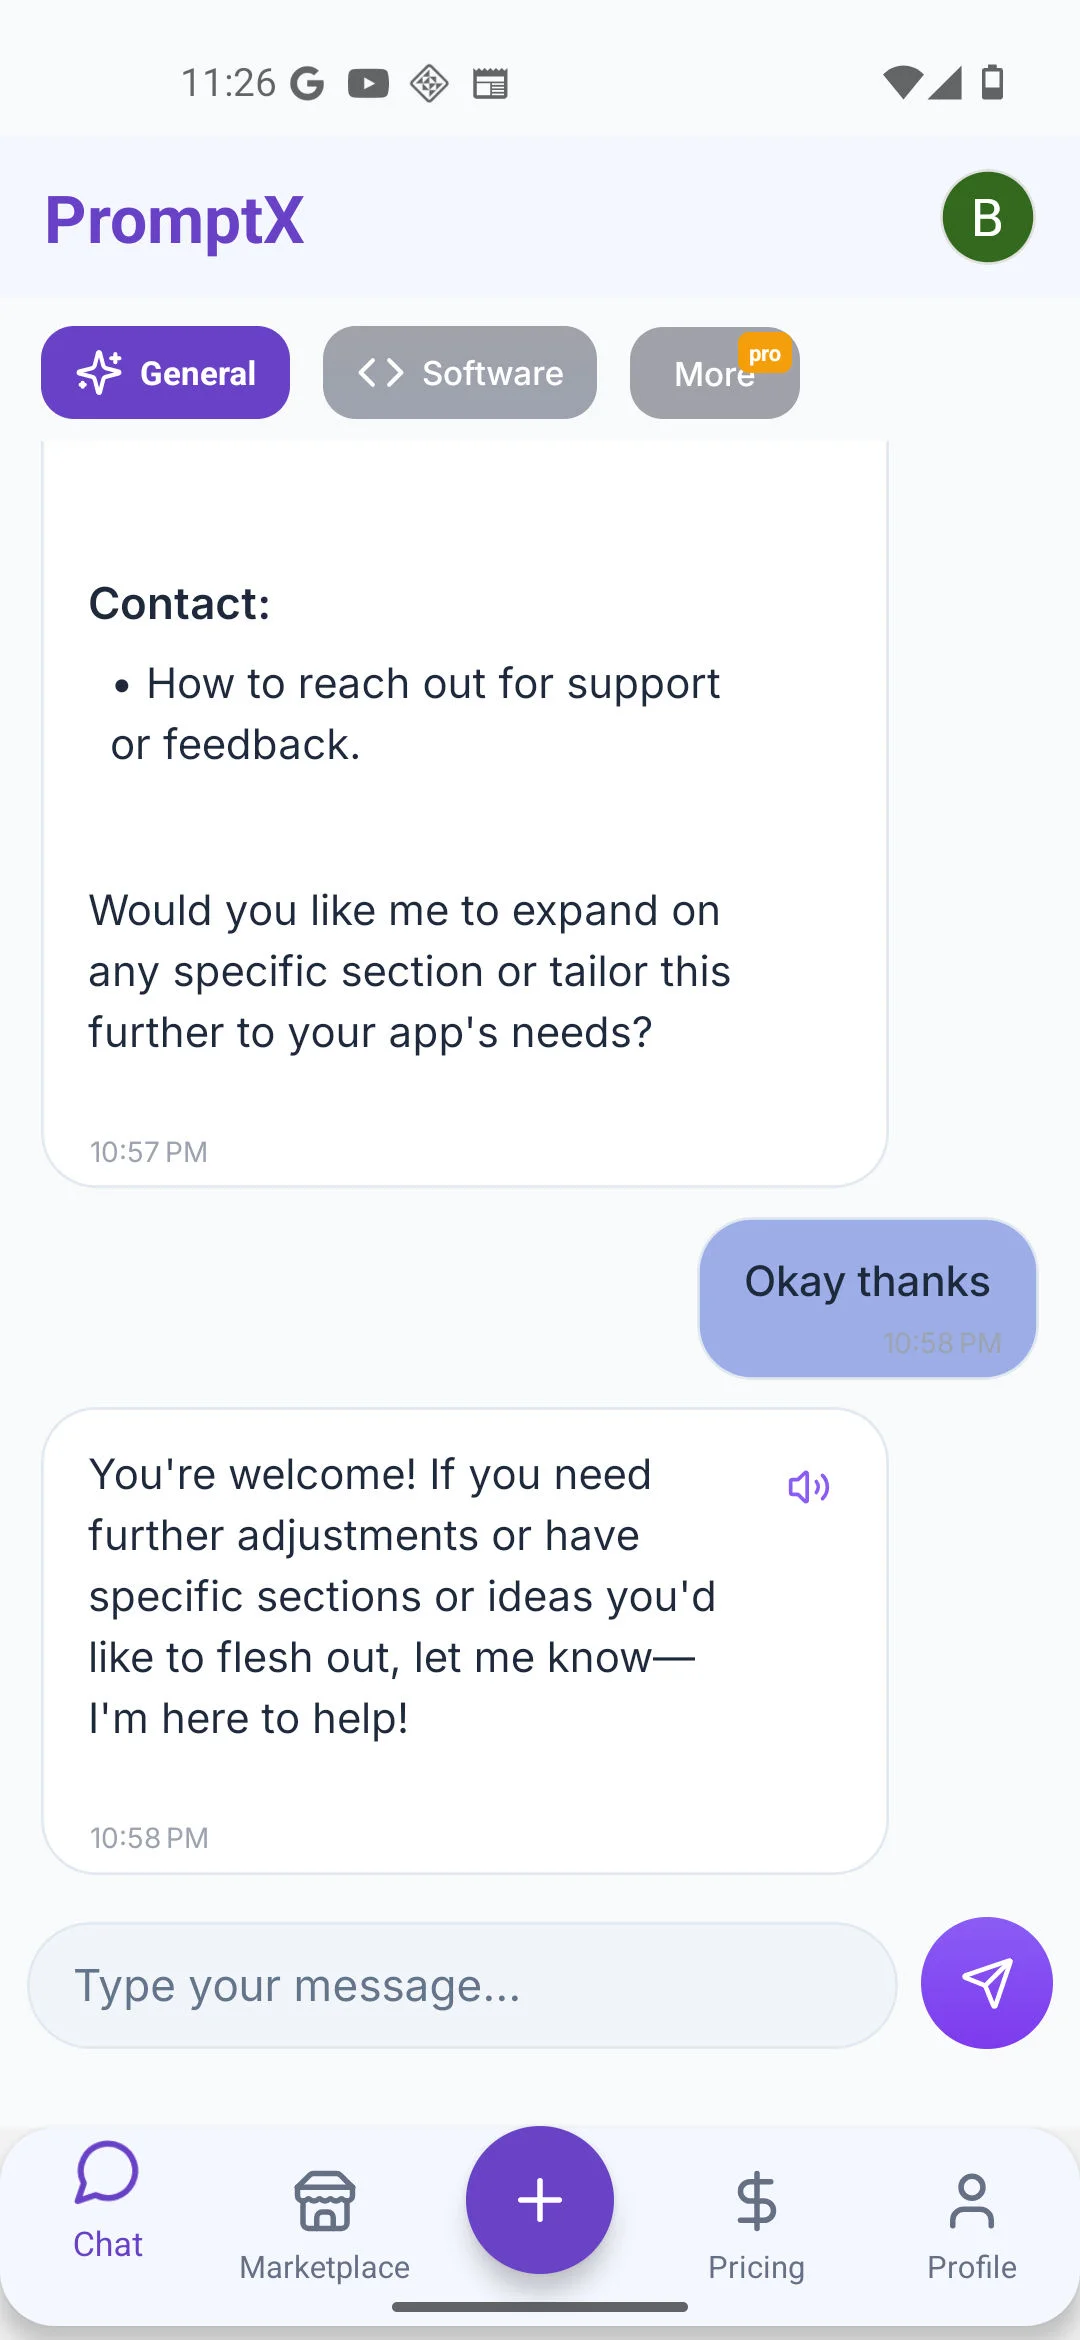 11:26
PromptX
B
General
Software
More
pro
Contact:
• How to reach out for support
or feedback.
Would you like me to expand on
any specific section or tailor this
further to your app's needs?
10:57 PM
Okay thanks
10:58 PM
You're welcome! If you need
further adjustments or have
specific sections or ideas you'd
like to flesh out, let me know—
I'm here to help!
10:58 PM
Type your message...
Chat
Marketplace
Pricing
Profile